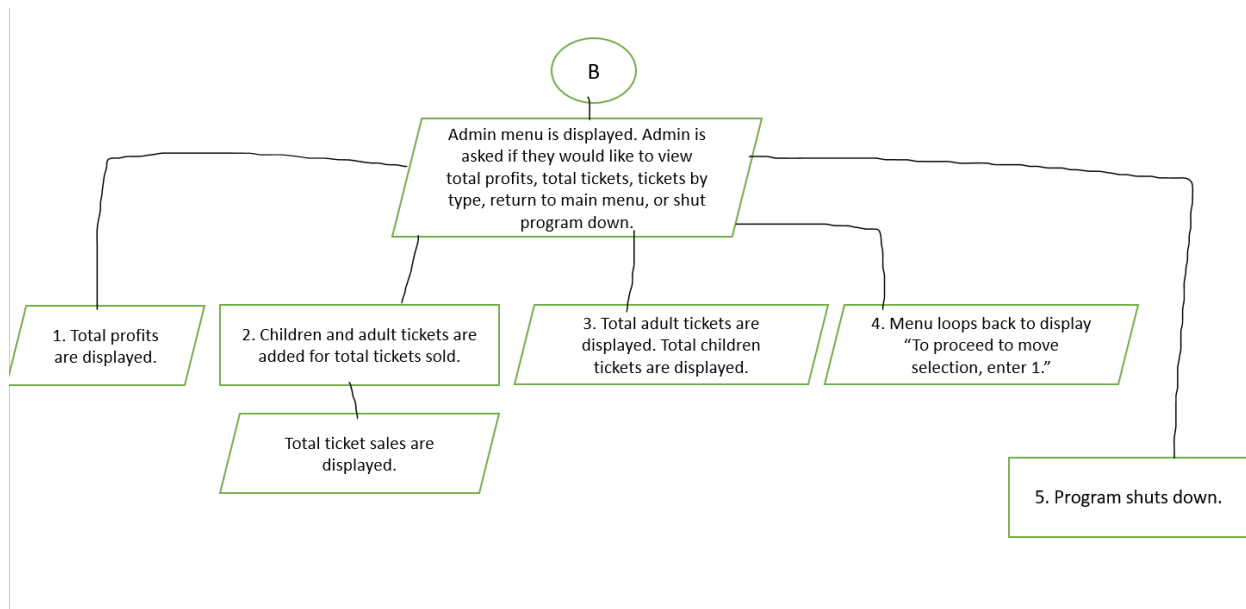 B
Admin menu is displayed. Admin is
asked if they would like to view
total profits, total tickets, tickets by
type, return to main menu, or shut
program down.
1. Total profits
are displayed.
2. Children and adult tickets are
added for total tickets sold.
3. Total adult tickets are
displayed. Total children
tickets are displayed.
4. Menu loops back to display
“To proceed to move
selection, enter 1.”
Total ticket sales are
displayed.
5. Program shuts down.